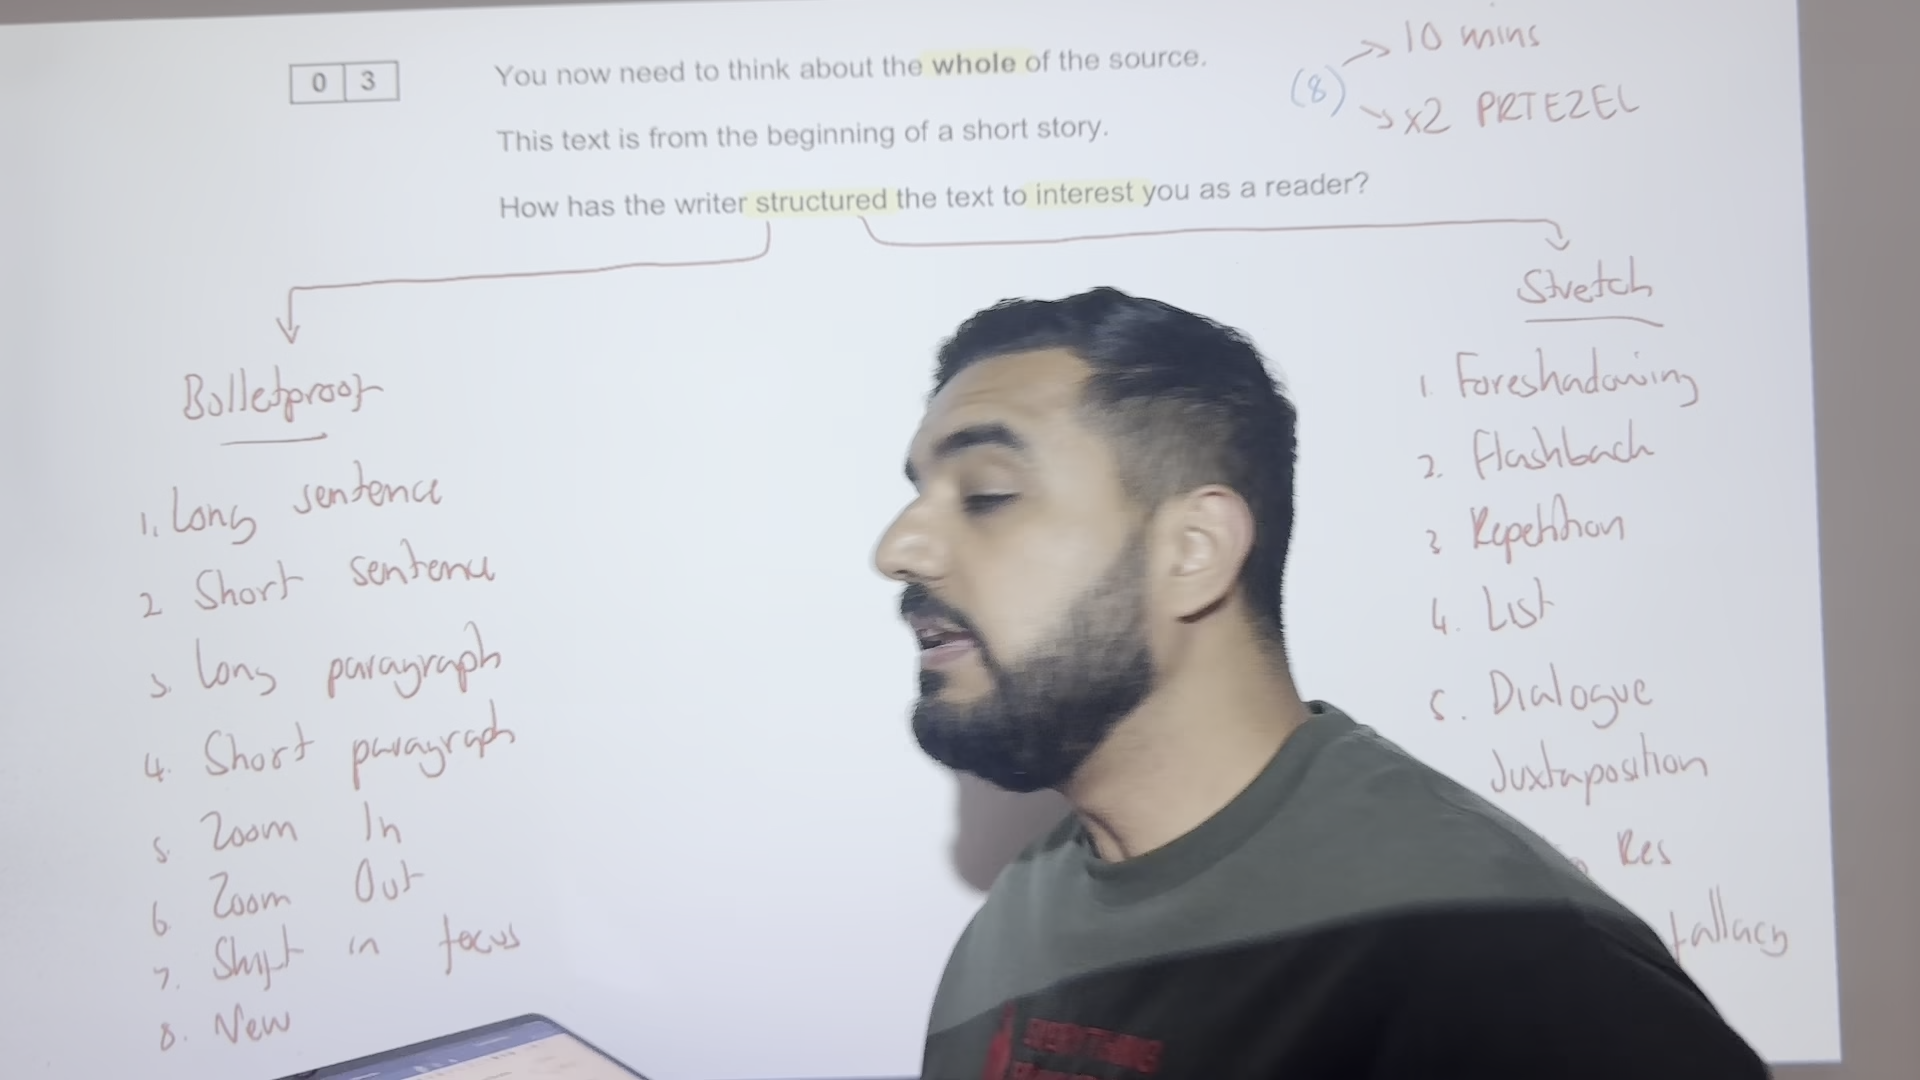 0 3
You now need to think about the whole of the source.
This text is from the beginning of a short story.
How has the writer structured the text to interest you as a reader?
(8)
10 mins
x2 PRTEZEL
Bulletproof
1. Long sentence
2 Short sentence
3. Long paragraph
4. Short paragraph
5. Zoom In
6. Zoom Out
7. Shift in focus
8. New
Stretch
1. Foreshadowing
2. Flashback
3 Repetition
4. List
5. Dialogue
Juxtaposition
Res
fallacy
EVERYTHING